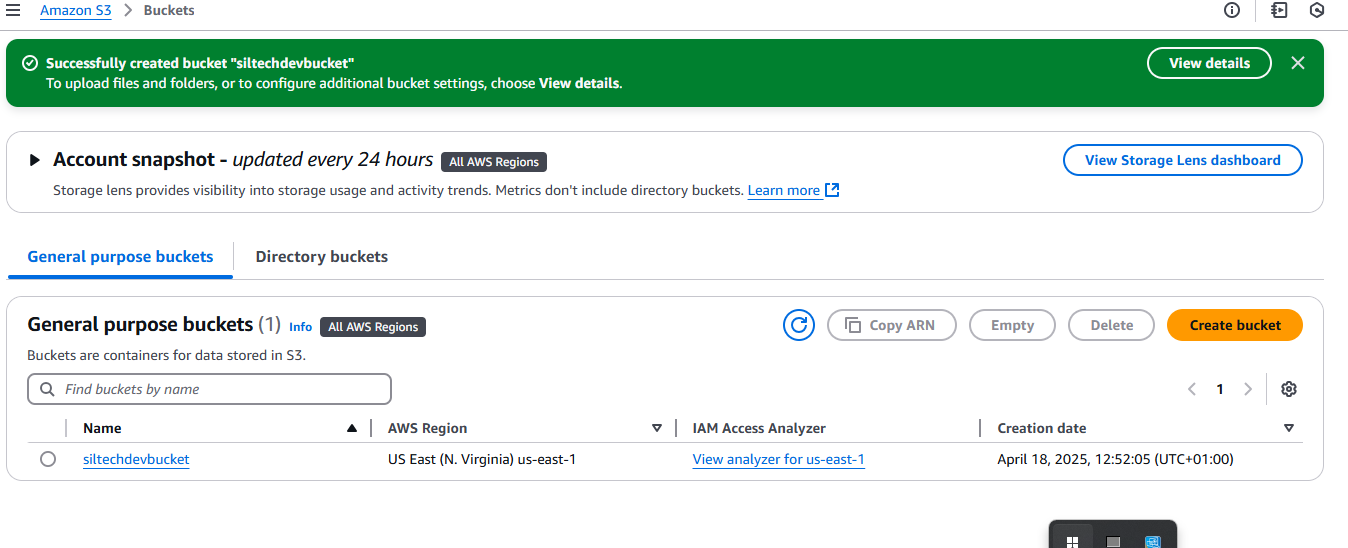 Amazon S3 > Buckets
Successfully created bucket "siltechdevbucket"
To upload files and folders, or to configure additional bucket settings, choose View details.
View details
Account snapshot - updated every 24 hours All AWS Regions
View Storage Lens dashboard
Storage lens provides visibility into storage usage and activity trends. Metrics don't include directory buckets. Learn more
General purpose buckets Directory buckets
General purpose buckets (1) Info All AWS Regions
Copy ARN Empty Delete Create bucket
Buckets are containers for data stored in S3.
Find buckets by name
1
Name AWS Region IAM Access Analyzer Creation date
siltechdevbucket US East (N. Virginia) us-east-1 View analyzer for us-east-1 April 18, 2025, 12:52:05 (UTC+01:00)